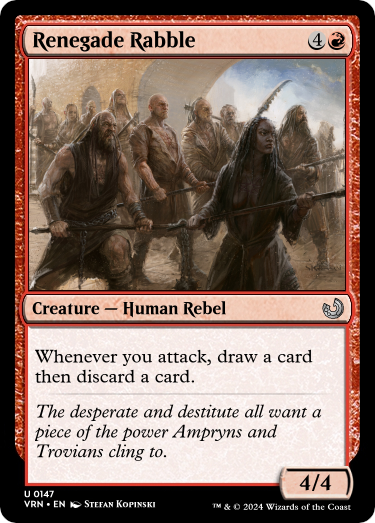 Renegade Rabble 4
Creature — Human Rebel
Whenever you attack, draw a card
then discard a card.
The desperate and destitute all want a
piece of the power Ampryns and
Trovians cling to.
4/4
U 0147
VRN • EN Stefan Kopinski
™ & © 2024 Wizards of the Coast